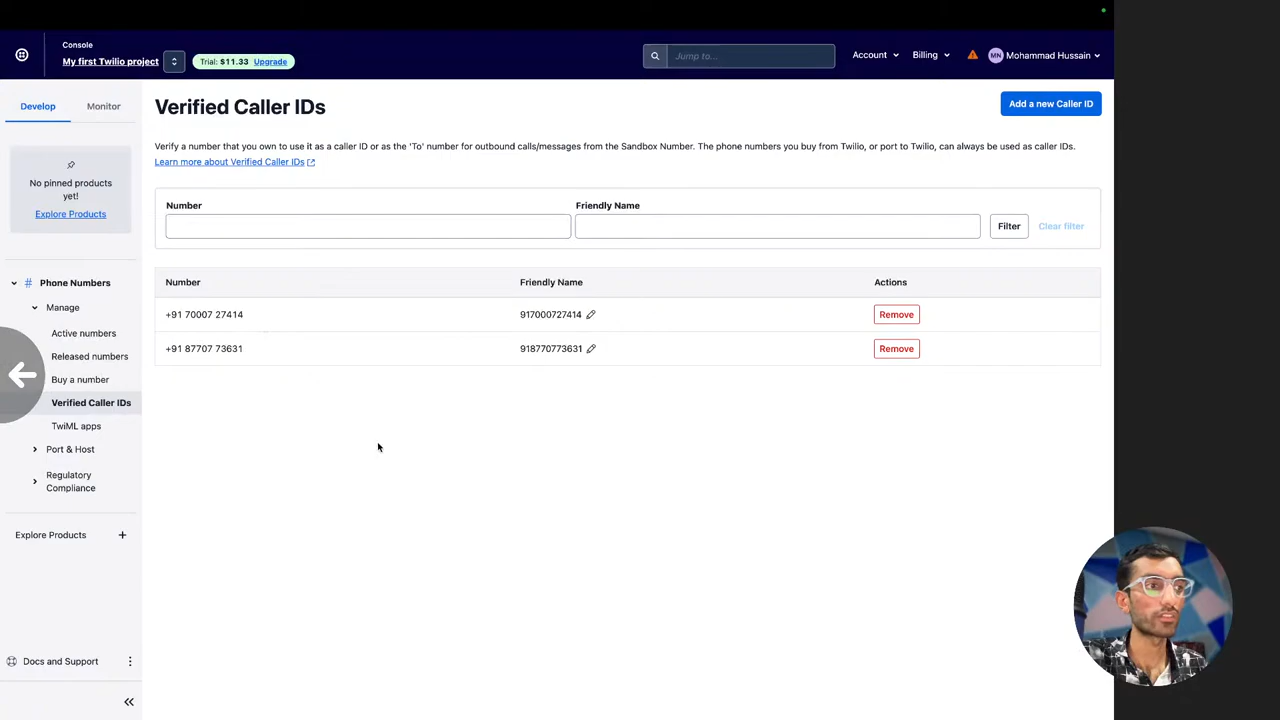 Console
My first Twilio project
Trial: $11.33 Upgrade
Jump to...
Account
Billing
MN
Mohammad Hussain
Develop
Monitor
No pinned products
yet!
Explore Products
Phone Numbers
Manage
Active numbers
Released numbers
Buy a number
Verified Caller IDs
TwiML apps
Port & Host
Regulatory
Compliance
Explore Products
Docs and Support
Verified Caller IDs
Add a new Caller ID
Verify a number that you own to use it as a caller ID or as the 'To' number for outbound calls/messages from the Sandbox Number. The phone numbers you buy from Twilio, or port to Twilio, can always be used as caller IDs.
Learn more about Verified Caller IDs
Number Friendly Name
Filter Clear filter
Number Friendly Name Actions
+91 70007 27414 917000727414 Remove
+91 87707 73631 918770773631 Remove